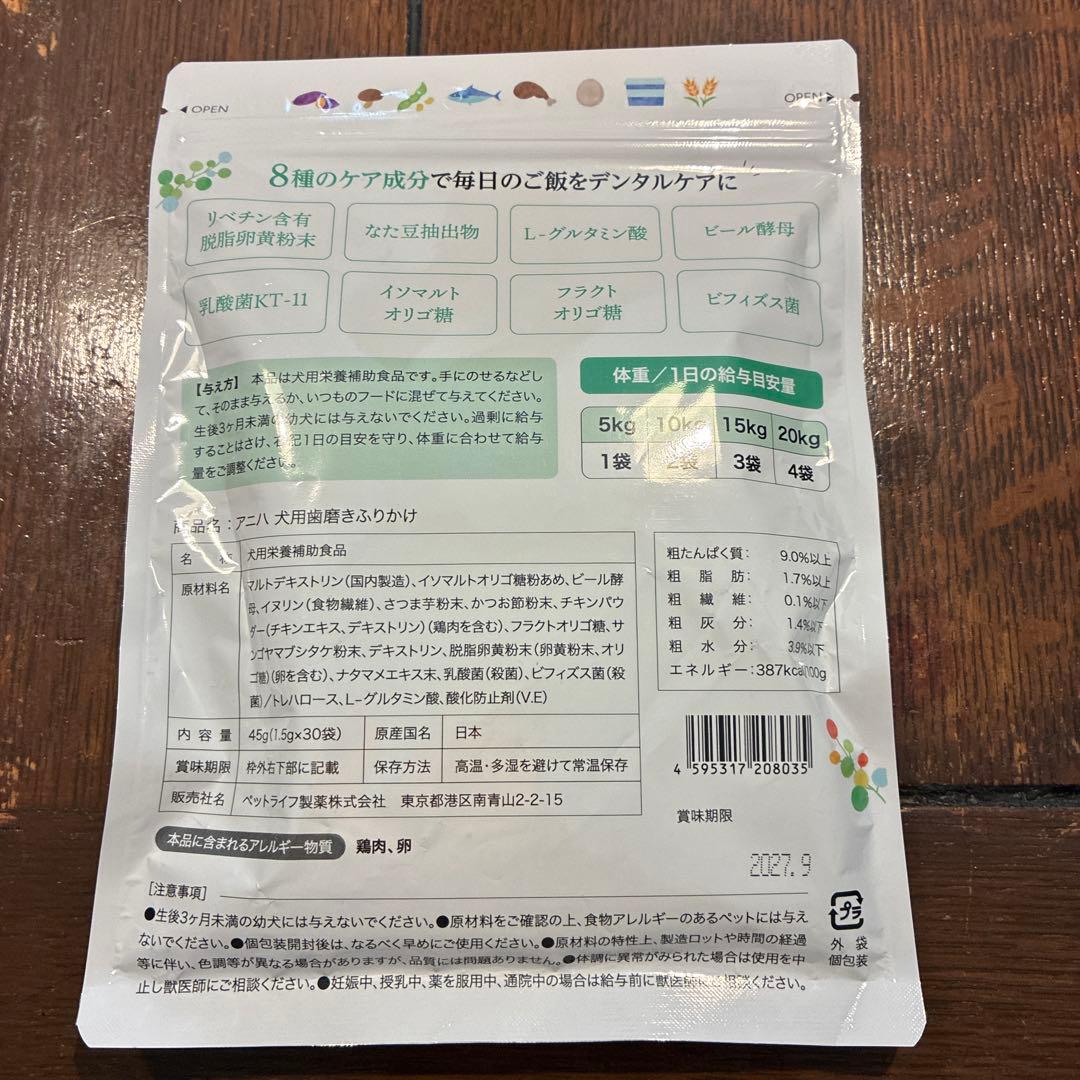 ◀OPEN
OPEN▶
8種のケア成分で毎日のご飯をデンタルケアに
リベチン含有
脱脂卵黄粉末
なた豆抽出物
L-グルタミン酸
ビール酵母
乳酸菌KT-11
イソマルト
オリゴ糖
フラクト
オリゴ糖
ビフィズス菌
【与え方】 本品は犬用栄養補助食品です。手にのせるなどし
て、そのまま与えるか、いつものフードに混ぜて与えてください。
生後3ヶ月未満の幼犬には与えないでください。過剰に給与
することはさけ、右記1日の目安を守り、体重に合わせて給与
量をご調整ください。
体重/1日の給与目安量
5kg 10kg 15kg 20kg
1袋 2袋 3袋 4袋
商品名:アニハ 犬用歯磨きふりかけ
名 称 犬用栄養補助食品
原材料名 マルトデキストリン(国内製造)、イソマルトオリゴ糖粉あめ、ビール酵
母、イヌリン(食物繊維)、さつま芋粉末、かつお節粉末、チキンパウ
ダー(チキンエキス、デキストリン)(鶏肉を含む)、フラクトオリゴ糖、サ
ンゴヤマブシタケ粉末、デキストリン、脱脂卵黄粉末(卵黄粉末、オリ
ゴ糖)(卵を含む)、ナタマメエキス末、乳酸菌(殺菌)、ビフィズス菌(殺
菌)/トレハロース、L-グルタミン酸、酸化防止剤(V.E)
内 容 量 45g(1.5g×30袋) 原産国名 日本
賞味期限 枠外右下部に記載 保存方法 高温・多湿を避けて常温保存
販売社名 ペットライフ製薬株式会社 東京都港区南青山2-2-15
粗たんぱく質: 9.0%以上
粗 脂 肪: 1.7%以上
粗 繊 維: 0.1%以下
粗 灰 分: 1.4%以下
粗 水 分: 3.9%以下
エネルギー:387kcal/100g
4 595317 208035
賞味期限
2027.9
本品に含まれるアレルギー物質 鶏肉、卵
[注意事項]
●生後3ヶ月未満の幼犬には与えないでください。●原材料をご確認の上、食物アレルギーのあるペットには与え
ないでください。●個包装開封後は、なるべく早めにご使用ください。●原材料の特性上、製造ロットや時間の経過
等に伴い、色調等が異なる場合がありますが、品質には問題ありません。●体調に異常がみられた場合は使用を中
止し獣医師にご相談ください。●妊娠中、授乳中、薬を服用中、通院中の場合は給与前に獣医師にご相談ください。
プラ
外 袋
個包装